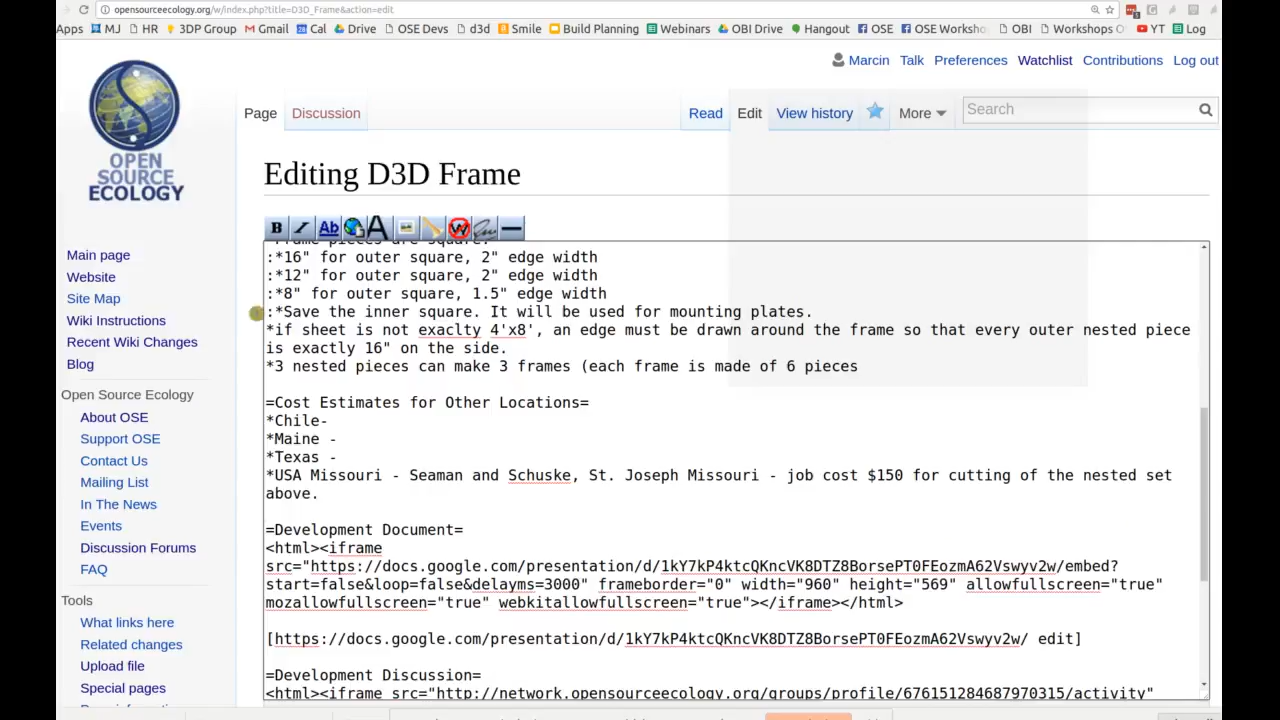 opensourceecology.org/w/index.php?title=D3D_Frame&action=edit
Apps MJ HR 3DP Group Gmail Cal Drive OSE Devs d3d Smile Build Planning Webinars OBI Drive Hangout OSE OSE Worksho OBI Workshops O YT Log
Marcin Talk Preferences Watchlist Contributions Log out
Page Discussion Read Edit View history More Search
OPEN
SOURCE
ECOLOGY
Editing D3D Frame
B I Ab A W
:*16" for outer square, 2" edge width
:*12" for outer square, 2" edge width
:*8" for outer square, 1.5" edge width
:*Save the inner square. It will be used for mounting plates.
*if sheet is not exaclty 4'x8', an edge must be drawn around the frame so that every outer nested piece
is exactly 16" on the side.
*3 nested pieces can make 3 frames (each frame is made of 6 pieces
=Cost Estimates for Other Locations=
*Chile-
*Maine -
*Texas -
*USA Missouri - Seaman and Schuske, St. Joseph Missouri - job cost $150 for cutting of the nested set
above.
=Development Document=
<html><iframe
src="https://docs.google.com/presentation/d/1kY7kP4ktcQKncVK8DTZ8BorsePT0FEozmA62Vswyv2w/embed?
start=false&loop=false&delayms=3000" frameborder="0" width="960" height="569" allowfullscreen="true"
mozallowfullscreen="true" webkitallowfullscreen="true"></iframe></html>
[https://docs.google.com/presentation/d/1kY7kP4ktcQKncVK8DTZ8BorsePT0FEozmA62Vswyv2w/ edit]
=Development Discussion=
<html><iframe src="http://network.opensourceecology.org/groups/profile/676151284687970315/activity"
Main page
Website
Site Map
Wiki Instructions
Recent Wiki Changes
Blog
Open Source Ecology
About OSE
Support OSE
Contact Us
Mailing List
In The News
Events
Discussion Forums
FAQ
Tools
What links here
Related changes
Upload file
Special pages